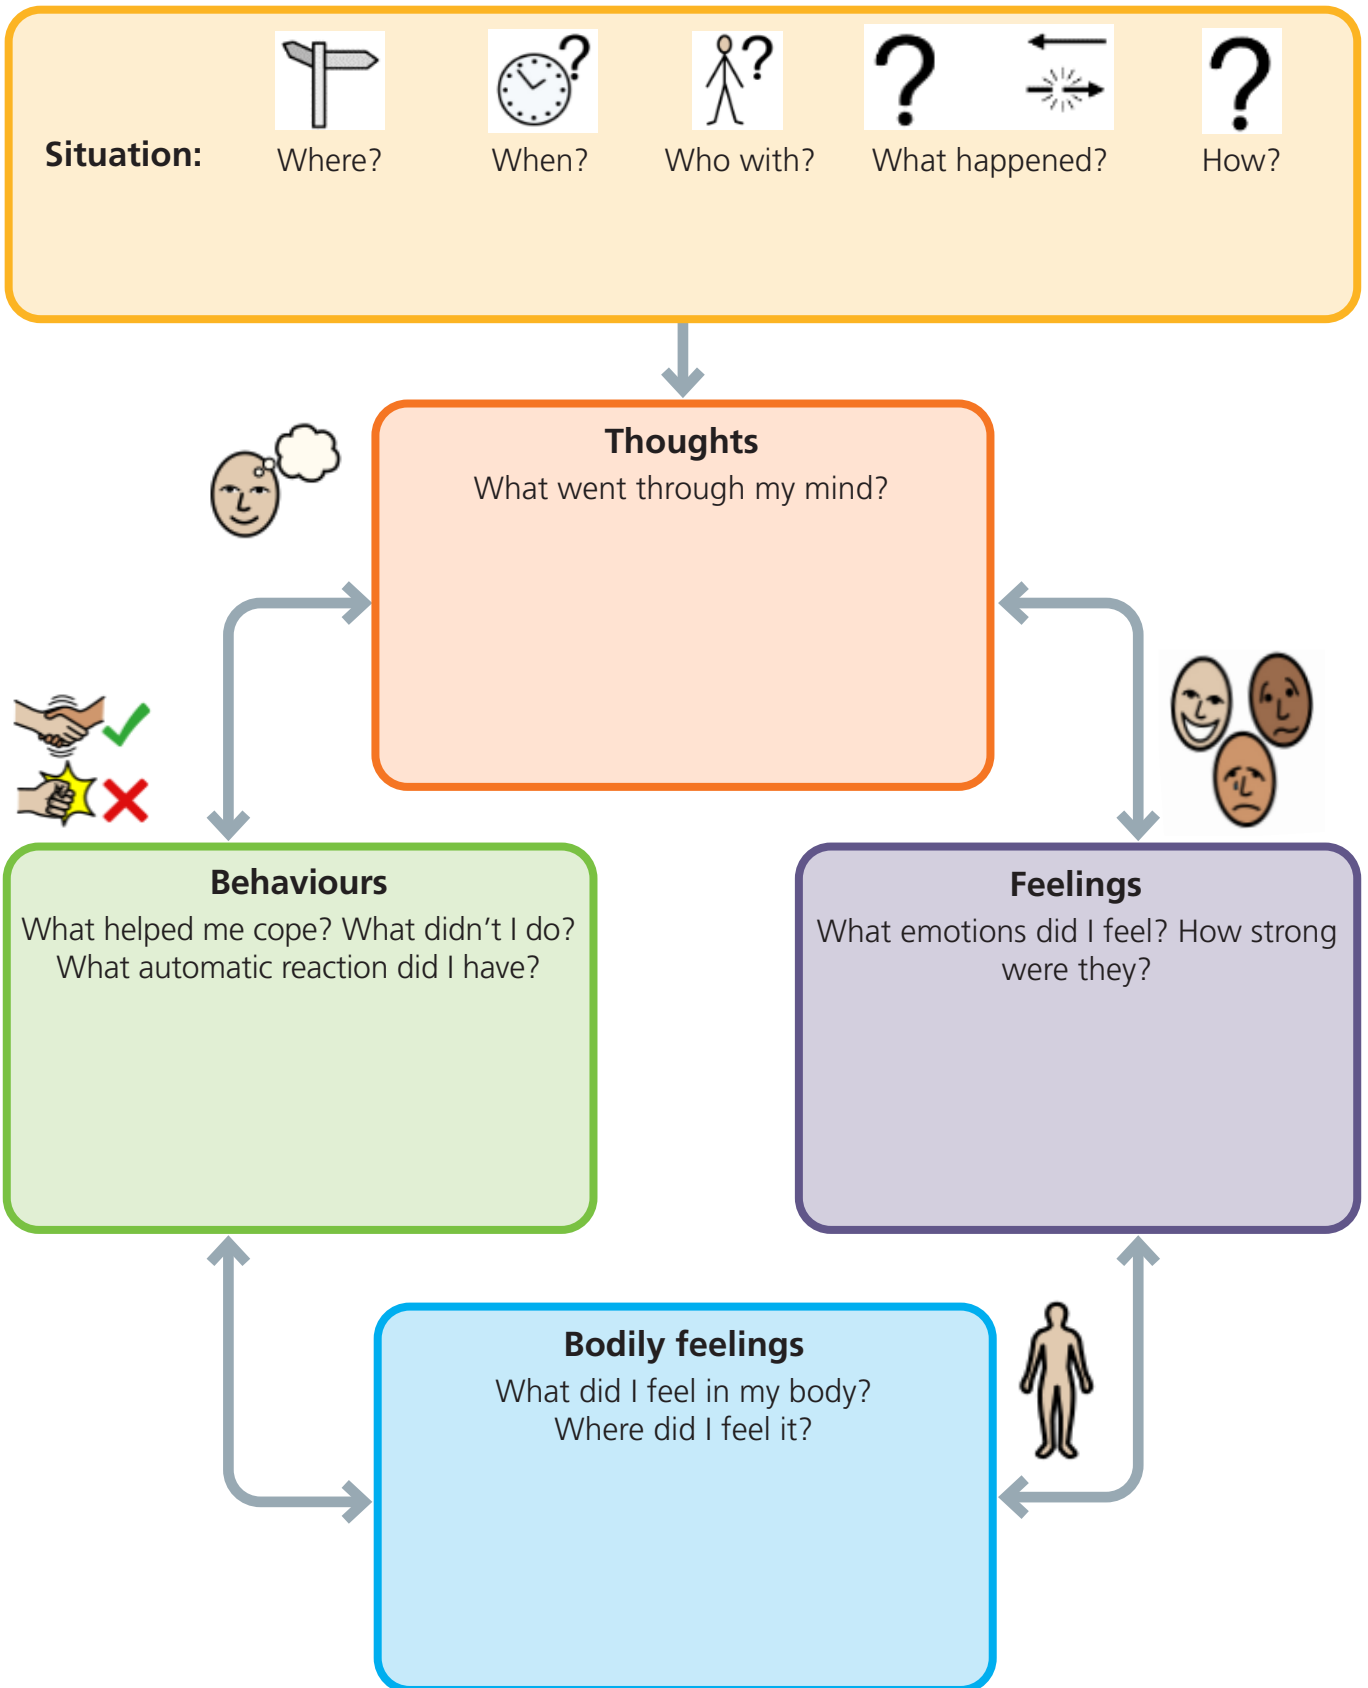 Situation: Where? When? Who with? What happened? How?
Thoughts
What went through my mind?
Behaviours
What helped me cope? What didn't I do?
What automatic reaction did I have?
Feelings
What emotions did I feel? How strong
were they?
Bodily feelings
What did I feel in my body?
Where did I feel it?